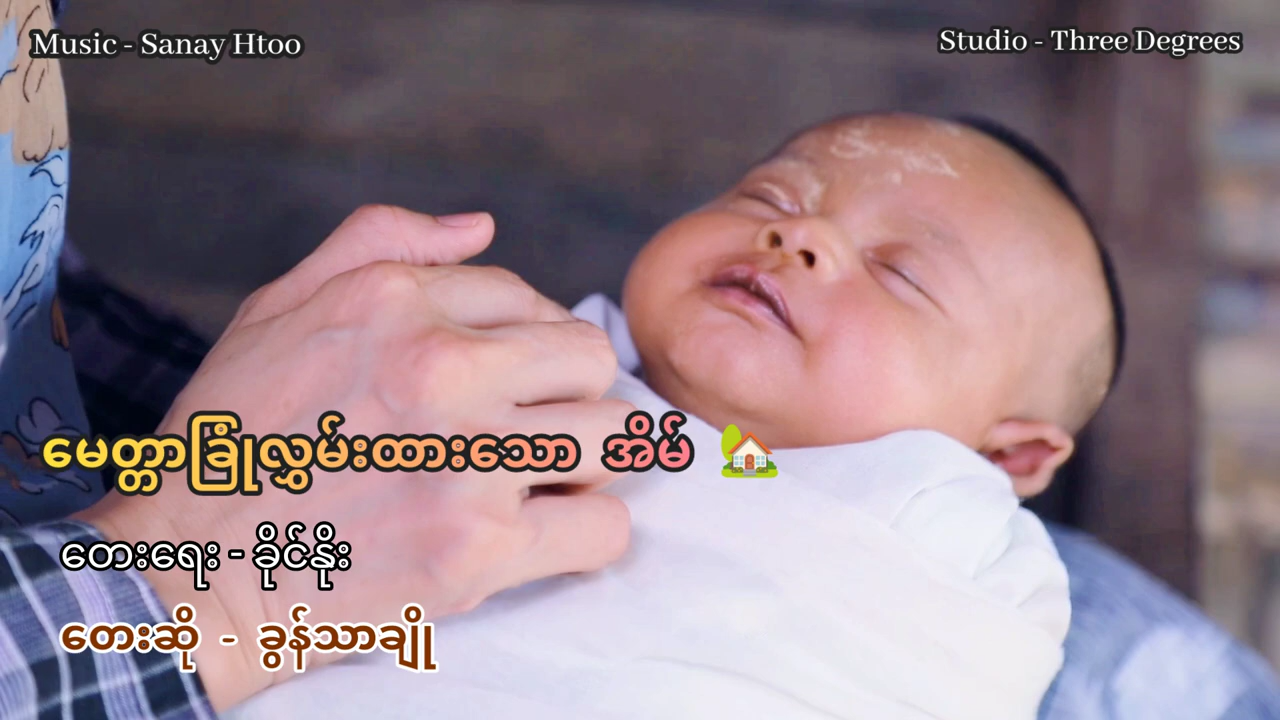 Music - Sanay Htoo
Studio - Three Degrees
မေတ္တာခြုံလွှမ်းထားသော အိမ် 🏡
တေးရေး - ခိုင်နိုး
တေးဆို - ခွန်သာချို